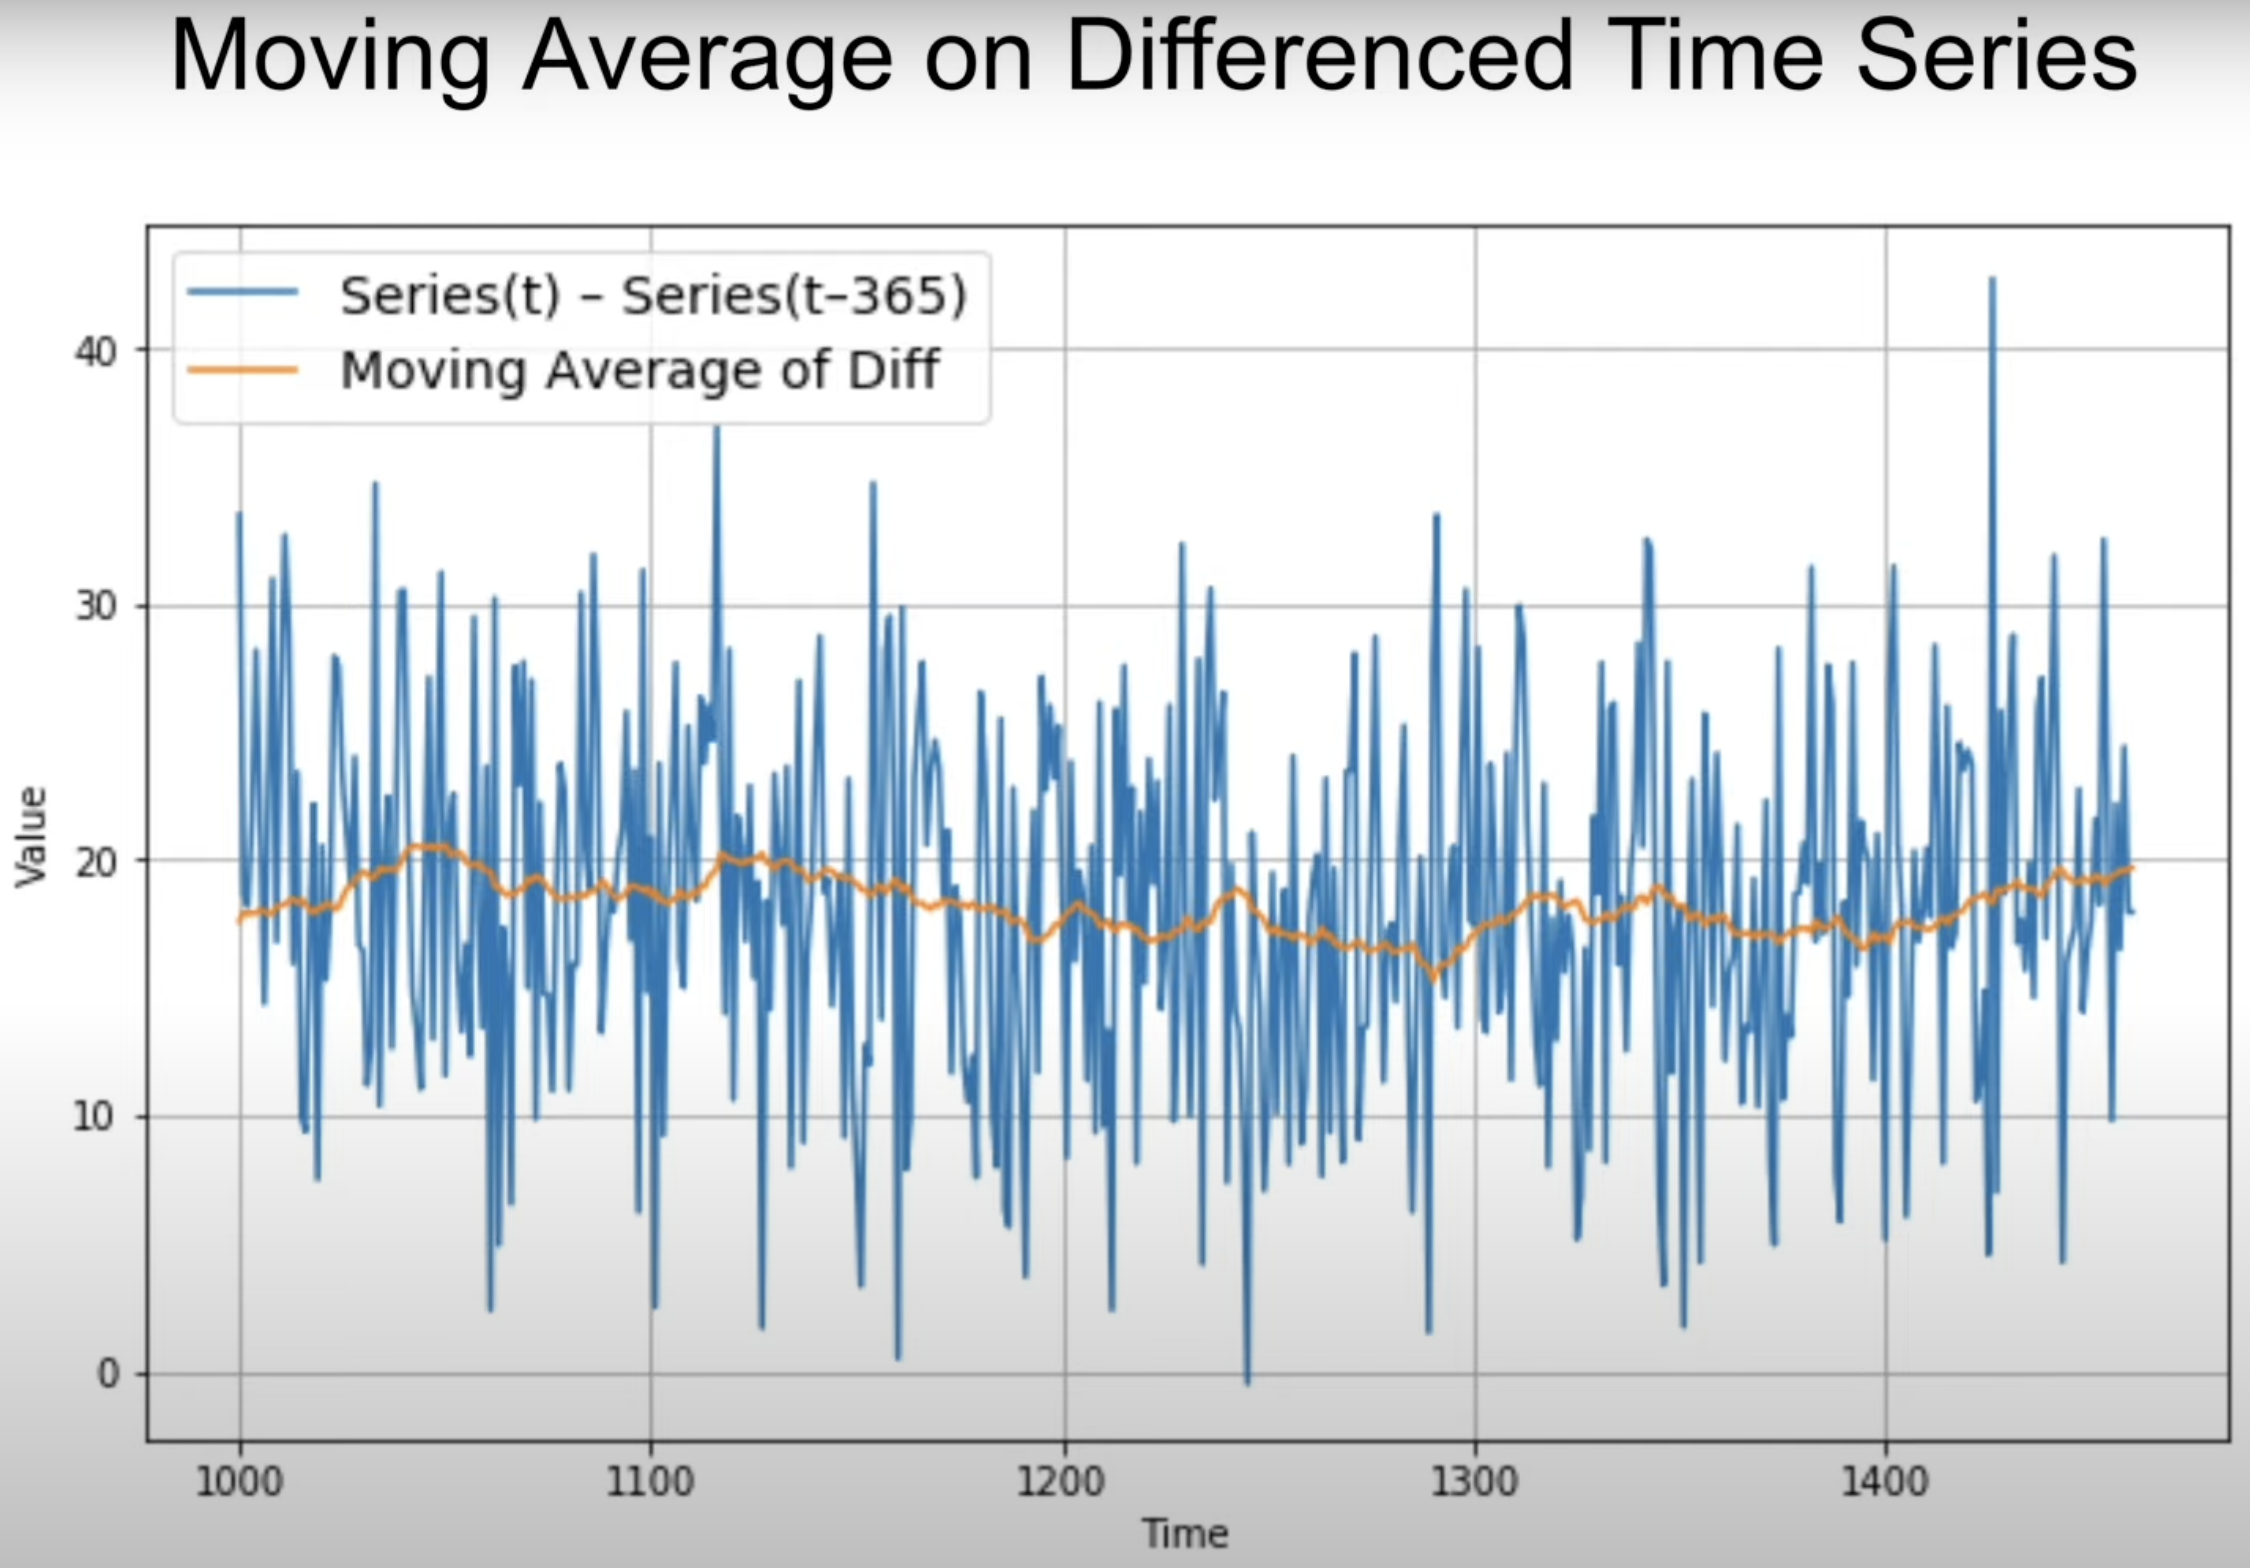 Moving Average on Differenced Time Series
Series(t) – Series(t–365)
Moving Average of Diff
40
30
20
10
0
Value
1000 1100 1200 1300 1400
Time